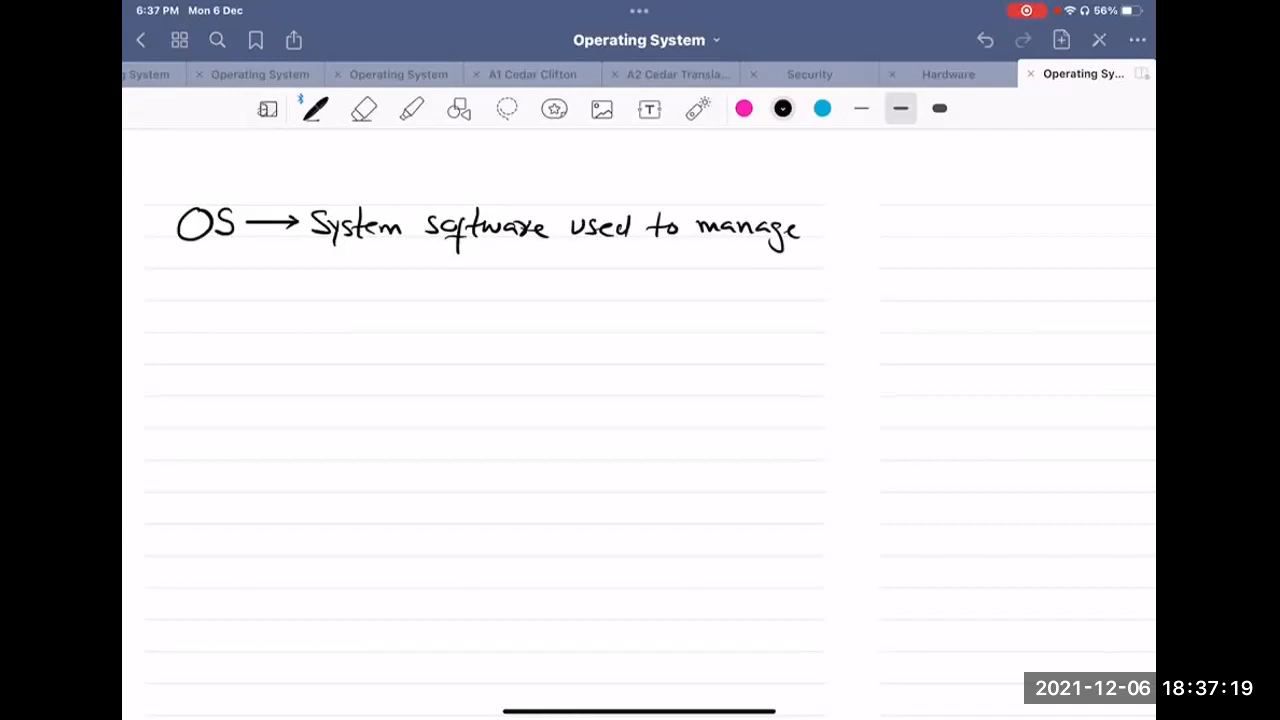 6:37 PM Mon 6 Dec
56%
Operating System
g System
Operating System
Operating System
A1 Cedar Clifton
A2 Cedar Transla...
Security
Hardware
Operating Sy...
T
OS → System software used to manage
2021-12-06 18:37:19